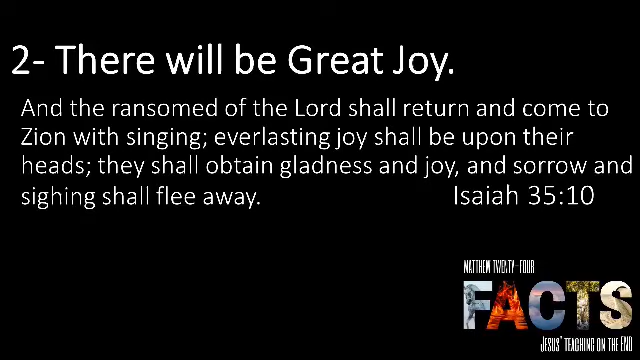 2- There will be Great Joy.
And the ransomed of the Lord shall return and come to
Zion with singing; everlasting joy shall be upon their
heads; they shall obtain gladness and joy, and sorrow and
sighing shall flee away. Isaiah 35:10
MATTHEW TWENTY-FOUR
FACTS
JESUS' TEACHING ON THE END